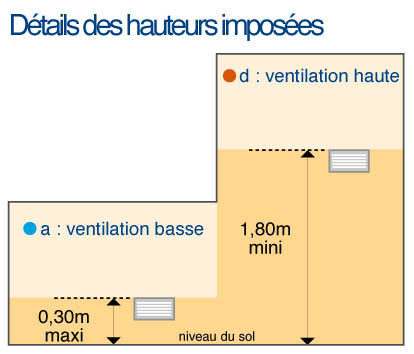 Détails des hauteurs imposées
d : ventilation haute
a : ventilation basse
1,80m
mini
0,30m
maxi
niveau du sol